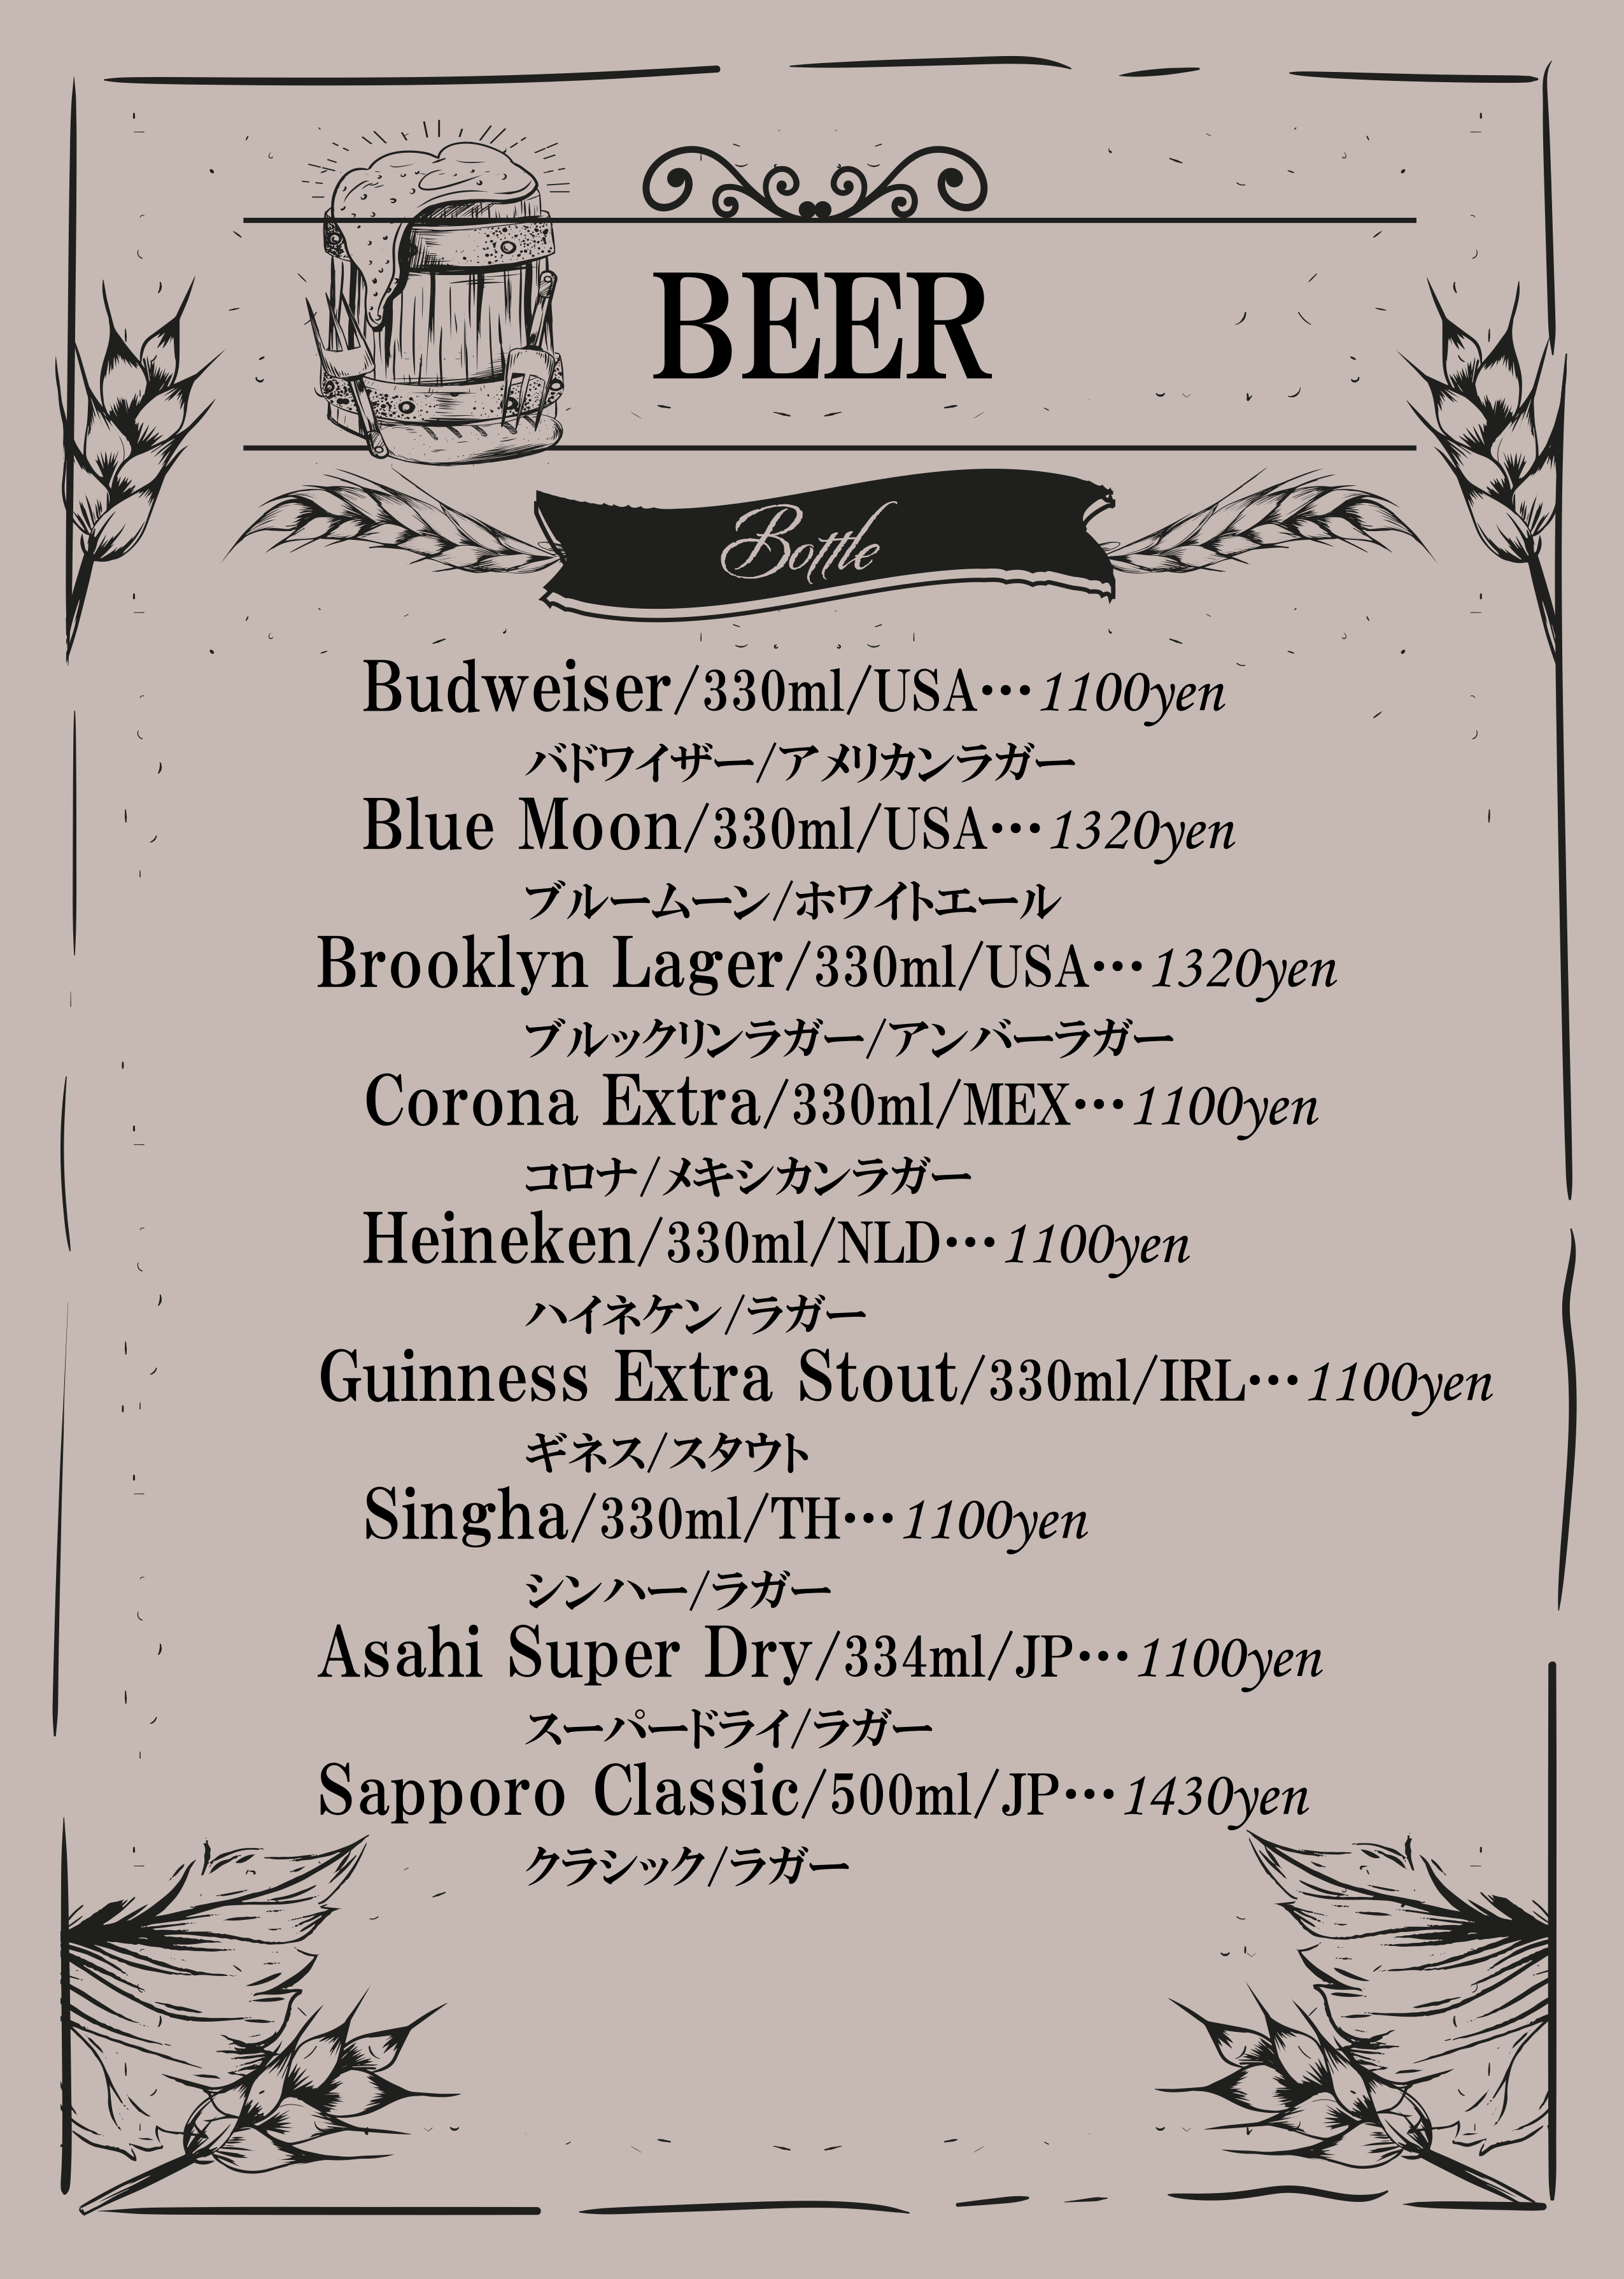 BEER
Bottle
Budweiser/330ml/USA…1100yen
バドワイザー/アメリカンラガー
Blue Moon/330ml/USA…1320yen
ブルームーン/ホワイトエール
Brooklyn Lager/330ml/USA…1320yen
ブルックリンラガー/アンバーラガー
Corona Extra/330ml/MEX…1100yen
コロナ/メキシカンラガー
Heineken/330ml/NLD…1100yen
ハイネケン/ラガー
Guinness Extra Stout/330ml/IRL…1100yen
ギネス/スタウト
Singha/330ml/TH…1100yen
シンハー/ラガー
Asahi Super Dry/334ml/JP…1100yen
スーパードライ/ラガー
Sapporo Classic/500ml/JP…1430yen
クラシック/ラガー